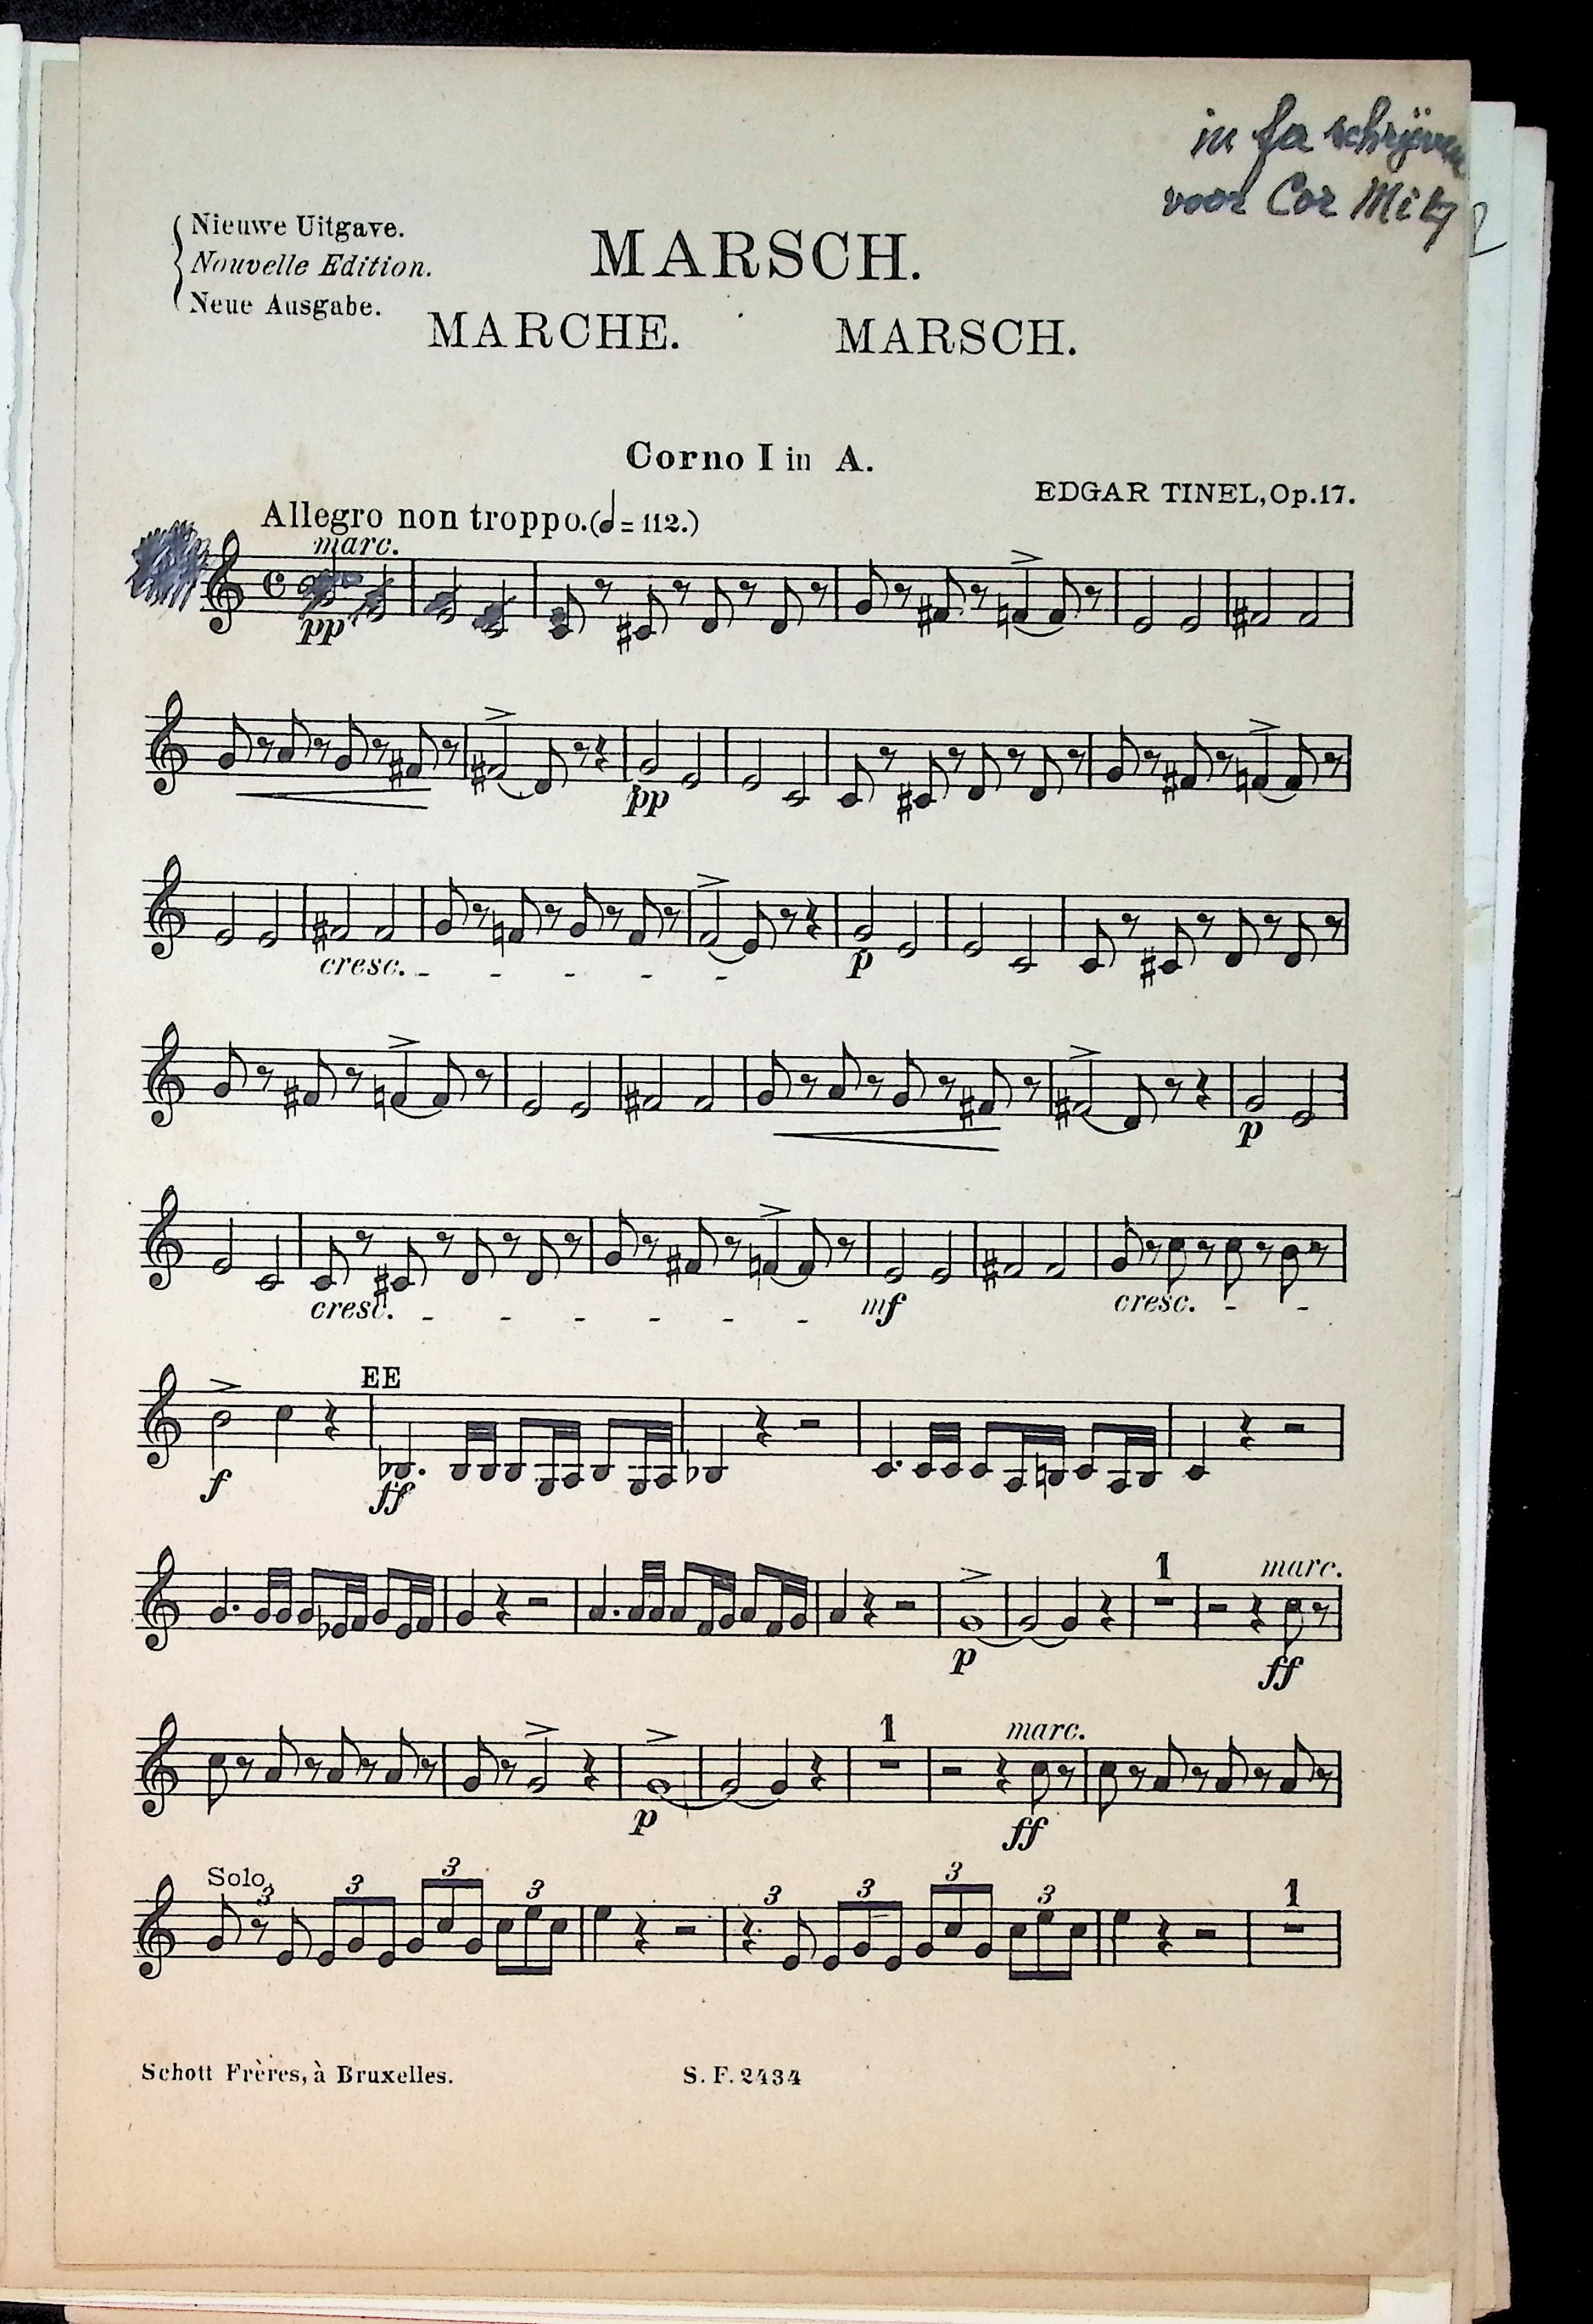 in fa schrijven
voor Cor
Nieuwe Uitgave.
Nouvelle Edition.
Neue Ausgabe.
MARSCH.
MARCHE. MARSCH.
Corno I in A.
EDGAR TINEL, Op. 17.
Allegro non troppo. (𝅗𝅥 = 112.)
marc.
pp
pp
cresc. - - - - -
p
p
cresc. - - - - - - mf cresc. - -
EE
f ff
1 marc.
p ff
1 marc.
p ff
Solo
3 3 3 3 3 3 3 3 1
Schott Frères, à Bruxelles. S. F. 2434